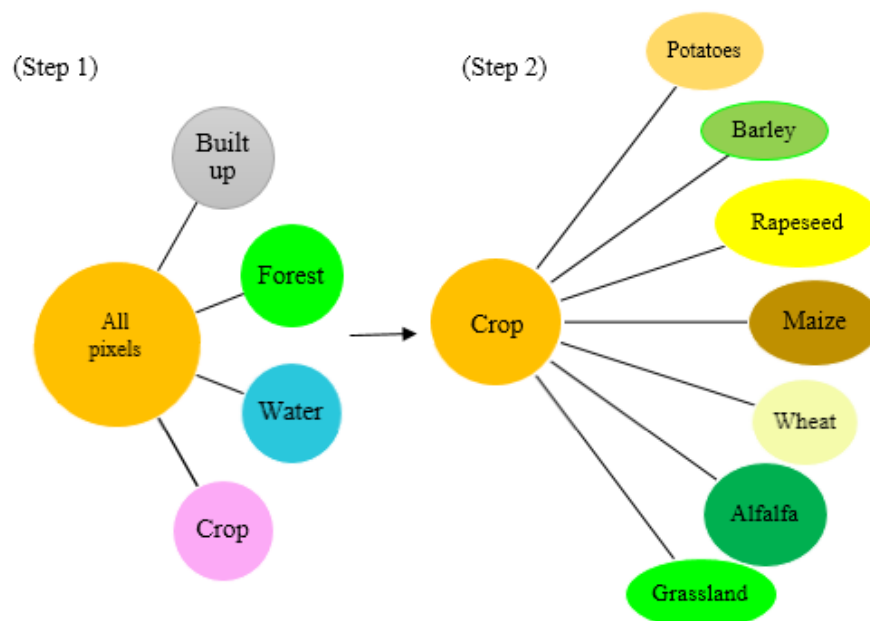 (Step 1)
Built
up
Forest
All
pixels
Water
Crop
(Step 2)
Potatoes
Barley
Rapeseed
Crop
Maize
Wheat
Alfalfa
Grassland